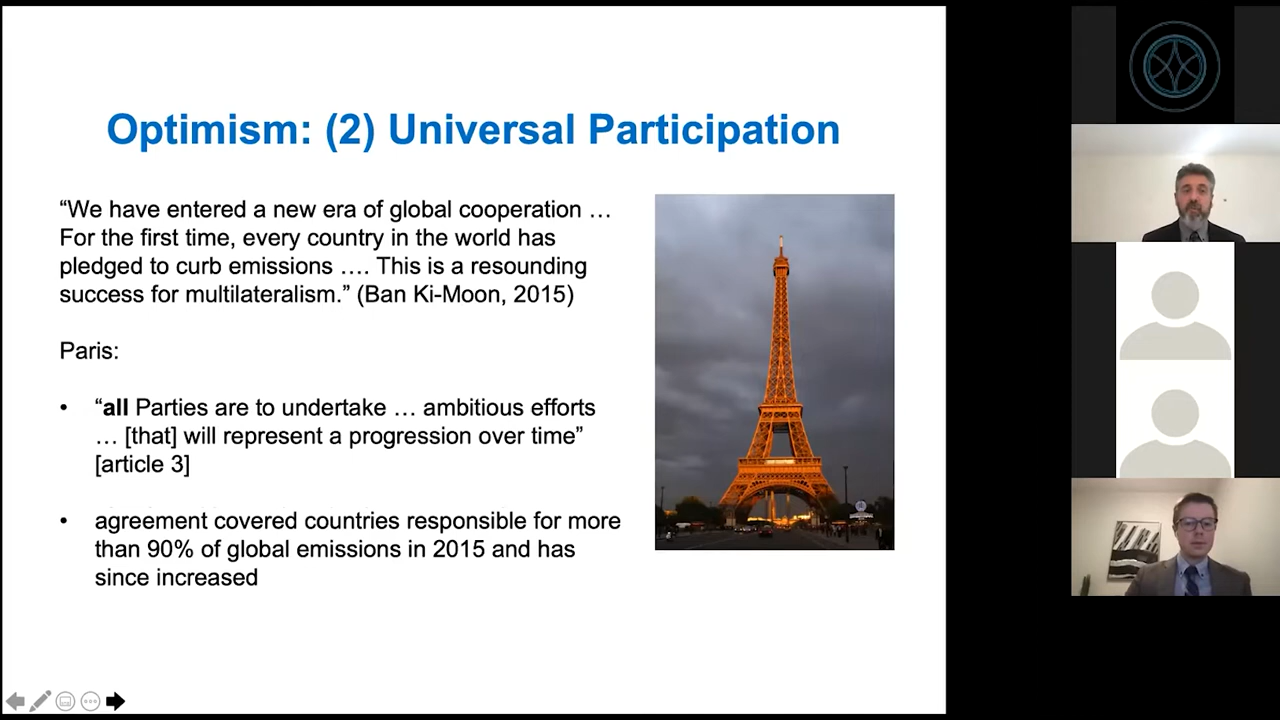 Optimism: (2) Universal Participation
“We have entered a new era of global cooperation …
For the first time, every country in the world has
pledged to curb emissions …. This is a resounding
success for multilateralism.” (Ban Ki-Moon, 2015)
Paris:
• “all Parties are to undertake … ambitious efforts
… [that] will represent a progression over time”
[article 3]
• agreement covered countries responsible for more
than 90% of global emissions in 2015 and has
since increased